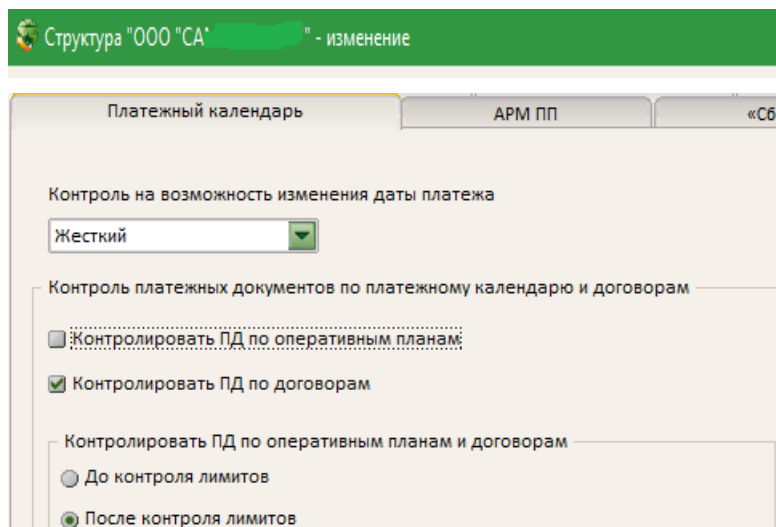 Структура "ООО "СА" " - изменение
Платежный календарь
АРМ ПП
«Сб
Контроль на возможность изменения даты платежа
Жесткий
Контроль платежных документов по платежному календарю и договорам
Контролировать ПД по оперативным планам
Контролировать ПД по договорам
Контролировать ПД по оперативным планам и договорам
До контроля лимитов
После контроля лимитов